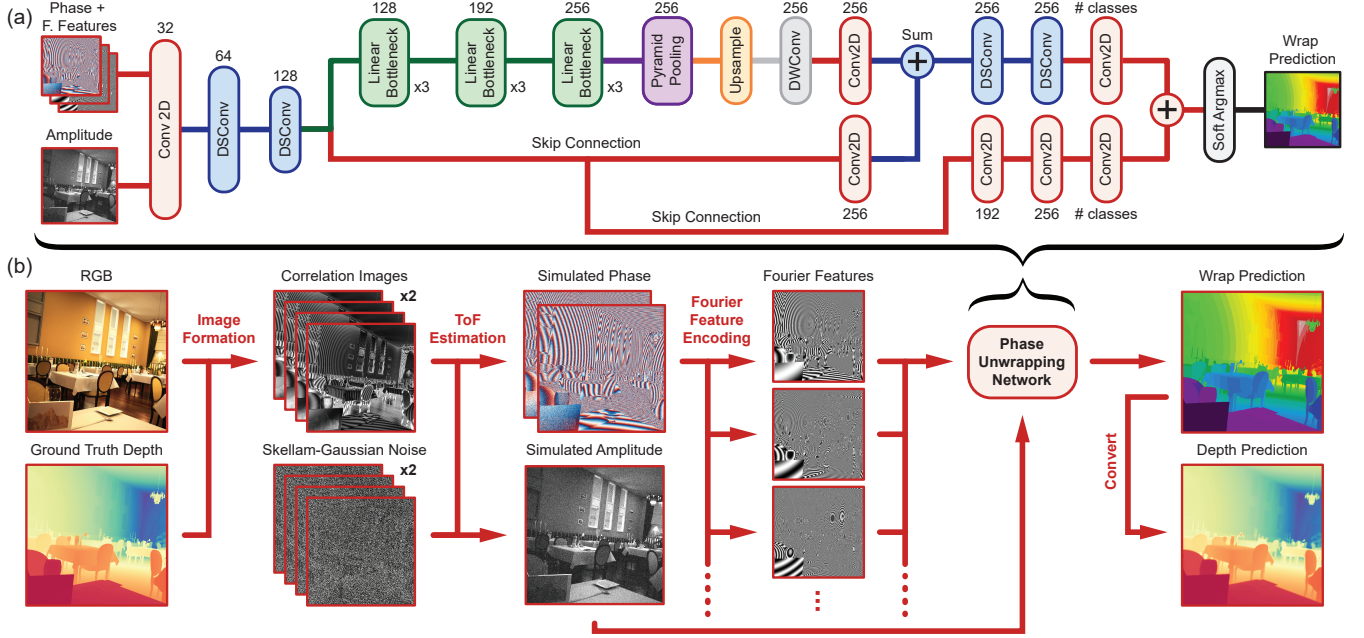 (a)
Phase +
F. Features
Amplitude
32
Conv 2D
64
DSConv
128
DSConv
128
Linear
Bottleneck
x3
192
Linear
Bottleneck
x3
256
Linear
Bottleneck
x3
256
Pyramid
Pooling
256
Upsample
256
DWConv
256
Conv2D
Sum
+
256
DSConv
256
DSConv
# classes
Conv2D
+
Soft Argmax
Wrap
Prediction
Skip Connection
Conv2D
256
Skip Connection
Conv2D
192
Conv2D
256
Conv2D
# classes
(b)
RGB
Ground Truth Depth
Image
Formation
Correlation Images
x2
Skellam-Gaussian Noise
x2
ToF
Estimation
Simulated Phase
Simulated Amplitude
Fourier
Feature
Encoding
Fourier Features
Phase
Unwrapping
Network
Wrap Prediction
Convert
Depth Prediction